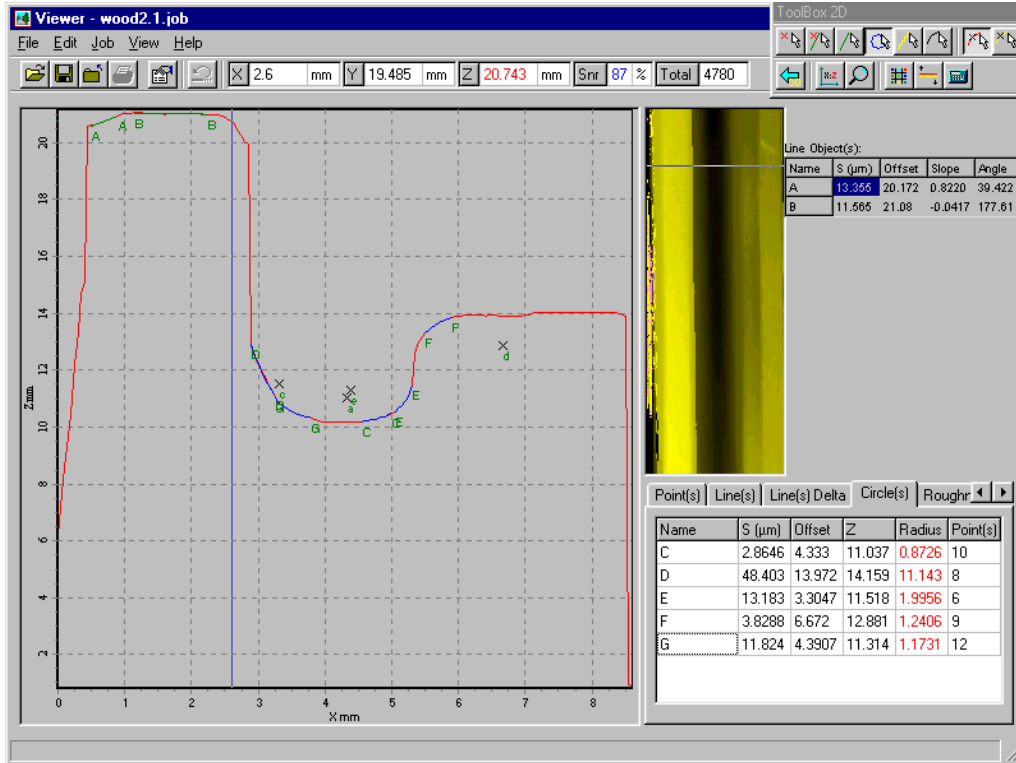 Viewer - wood2.1.job
ToolBox 2D
File Edit Job View Help
X 2.6 mm Y 19.485 mm Z 20.743 mm Snr 87 % Total 4780
x:z
Line Object(s):
Name S (µm) Offset Slope Angle
A 13.355 20.172 0.8220 39.422
B 11.565 21.08 -0.0417 177.61
20
18
16
14
12
10
8
6
4
2
Z mm
A A B B
D
F P
d
c
e
a
G C E
E
0 1 2 3 4 5 6 7 8
X mm
Point(s) Line(s) Line(s) Delta Circle(s) Roughr
Name S (µm) Offset Z Radius Point(s)
C 2.8646 4.333 11.037 0.8726 10
D 48.403 13.972 14.159 11.143 8
E 13.183 3.3047 11.518 1.9956 6
F 3.8288 6.672 12.881 1.2406 9
G 11.824 4.3907 11.314 1.1731 12